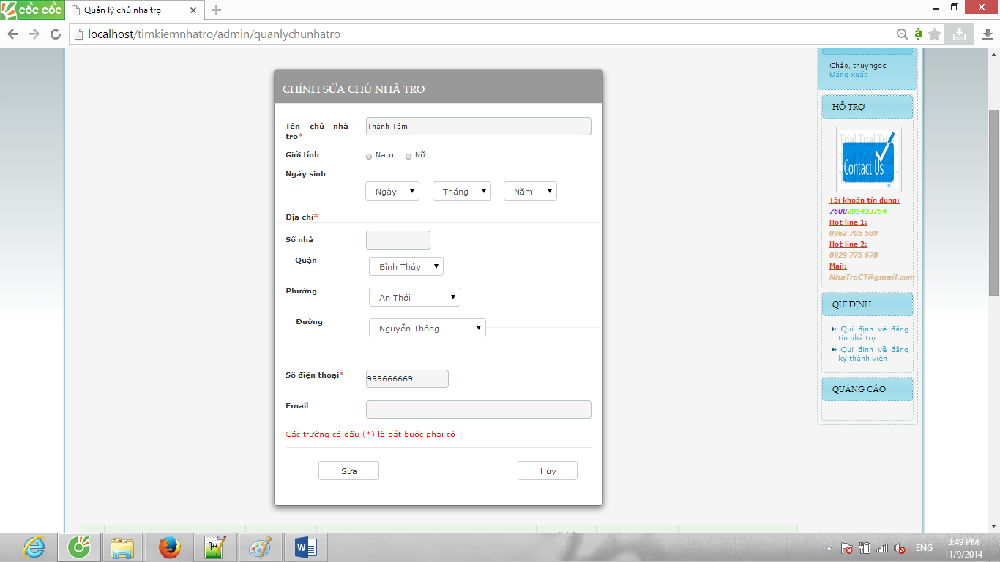 cốc cốc
Quản lý chủ nhà trọ
localhost/timkiemnhatro/admin/quanlychunhatro
CHỈNH SỬA CHỦ NHÀ TRỌ
Tên chủ nhà
trọ*
Thành Tâm
Giới tính
Nam
Nữ
Ngày sinh
Ngày
Tháng
Năm
Địa chỉ*
Số nhà
Quận
Bình Thủy
Phường
An Thới
Đường
Nguyễn Thông
Số điện thoại*
999666669
Email
Các trường có dấu (*) là bắt buộc phải có
Sửa
Hủy
Chào, thuyngoc
Đăng xuất
HỖ TRỢ
Trial Trial Trial
Contact Us
Tài khoản tín dụng:
7600205433754
Hot line 1:
0962 705 589
Hot line 2:
0929 775 678
Mail:
NhaTroCT@gmail.com
QUI ĐỊNH
Qui định về đăng
tin nhà trọ
Qui định về đăng
ký thành viên
QUẢNG CÁO
ENG
3:49 PM
11/9/2014